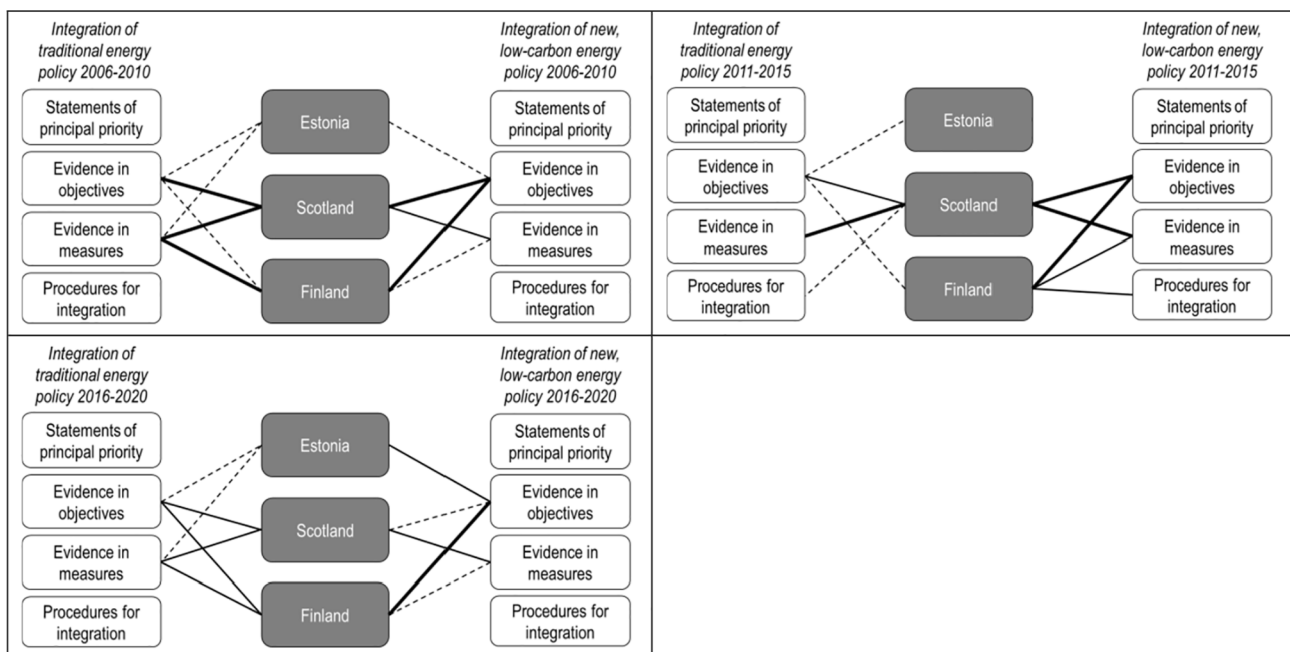 Integration of
traditional energy
policy 2006-2010
Statements of
principal priority
Evidence in
objectives
Evidence in
measures
Procedures for
integration
Estonia
Scotland
Finland
Integration of new,
low-carbon energy
policy 2006-2010
Statements of
principal priority
Evidence in
objectives
Evidence in
measures
Procedures for
integration
Integration of
traditional energy
policy 2011-2015
Statements of
principal priority
Evidence in
objectives
Evidence in
measures
Procedures for
integration
Estonia
Scotland
Finland
Integration of new,
low-carbon energy
policy 2011-2015
Statements of
principal priority
Evidence in
objectives
Evidence in
measures
Procedures for
integration
Integration of
traditional energy
policy 2016-2020
Statements of
principal priority
Evidence in
objectives
Evidence in
measures
Procedures for
integration
Estonia
Scotland
Finland
Integration of new,
low-carbon energy
policy 2016-2020
Statements of
principal priority
Evidence in
objectives
Evidence in
measures
Procedures for
integration